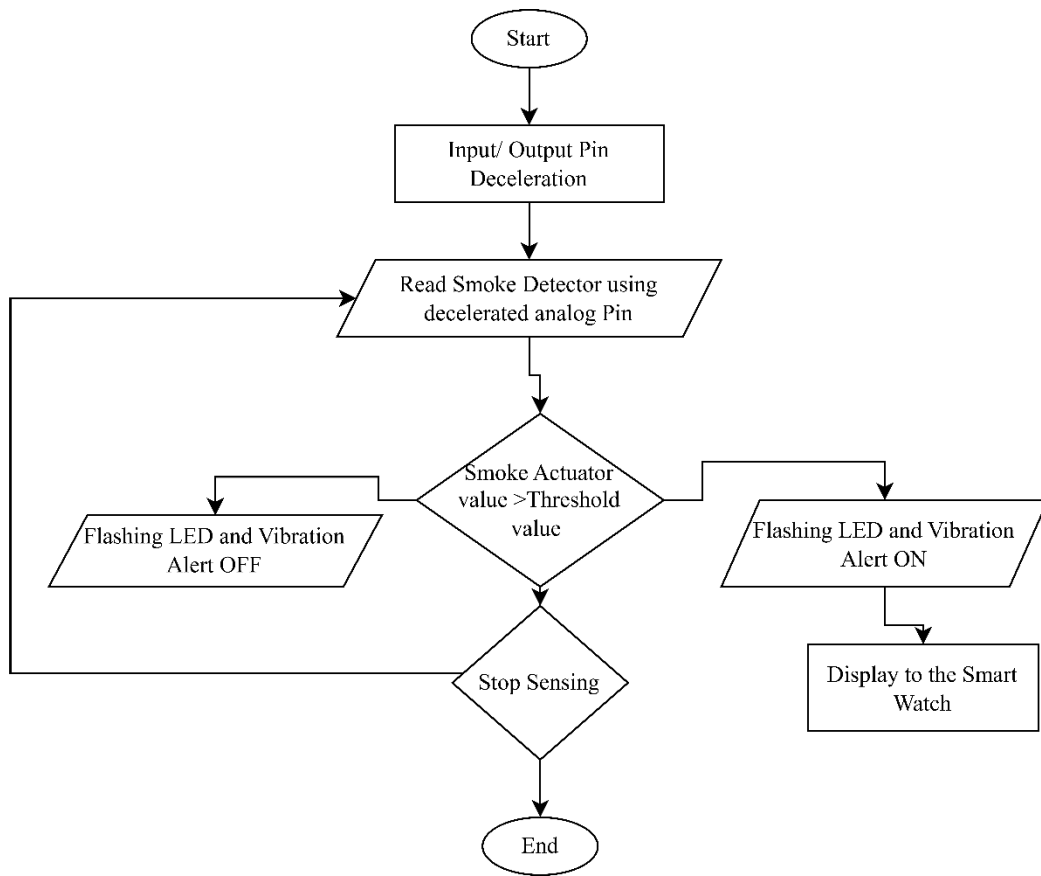 Start
Input/ Output Pin
Deceleration
Read Smoke Detector using
decelerated analog Pin
Smoke Actuator
value >Threshold
value
Flashing LED and Vibration
Alert OFF
Flashing LED and Vibration
Alert ON
Stop Sensing
Display to the Smart
Watch
End